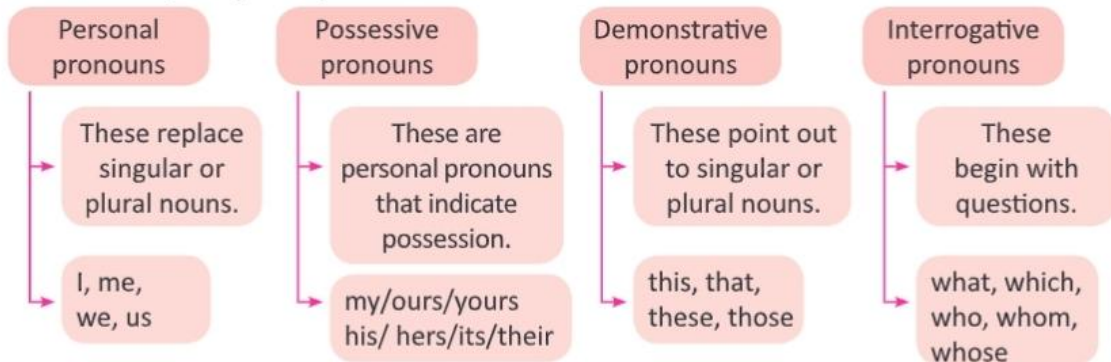 Personal
pronouns
These replace
singular or
plural nouns.
I, me,
we, us
Possessive
pronouns
These are
personal pronouns
that indicate
possession.
my/ours/yours
his/ hers/its/their
Demonstrative
pronouns
These point out
to singular or
plural nouns.
this, that,
these, those
Interrogative
pronouns
These
begin with
questions.
what, which,
who, whom,
whose